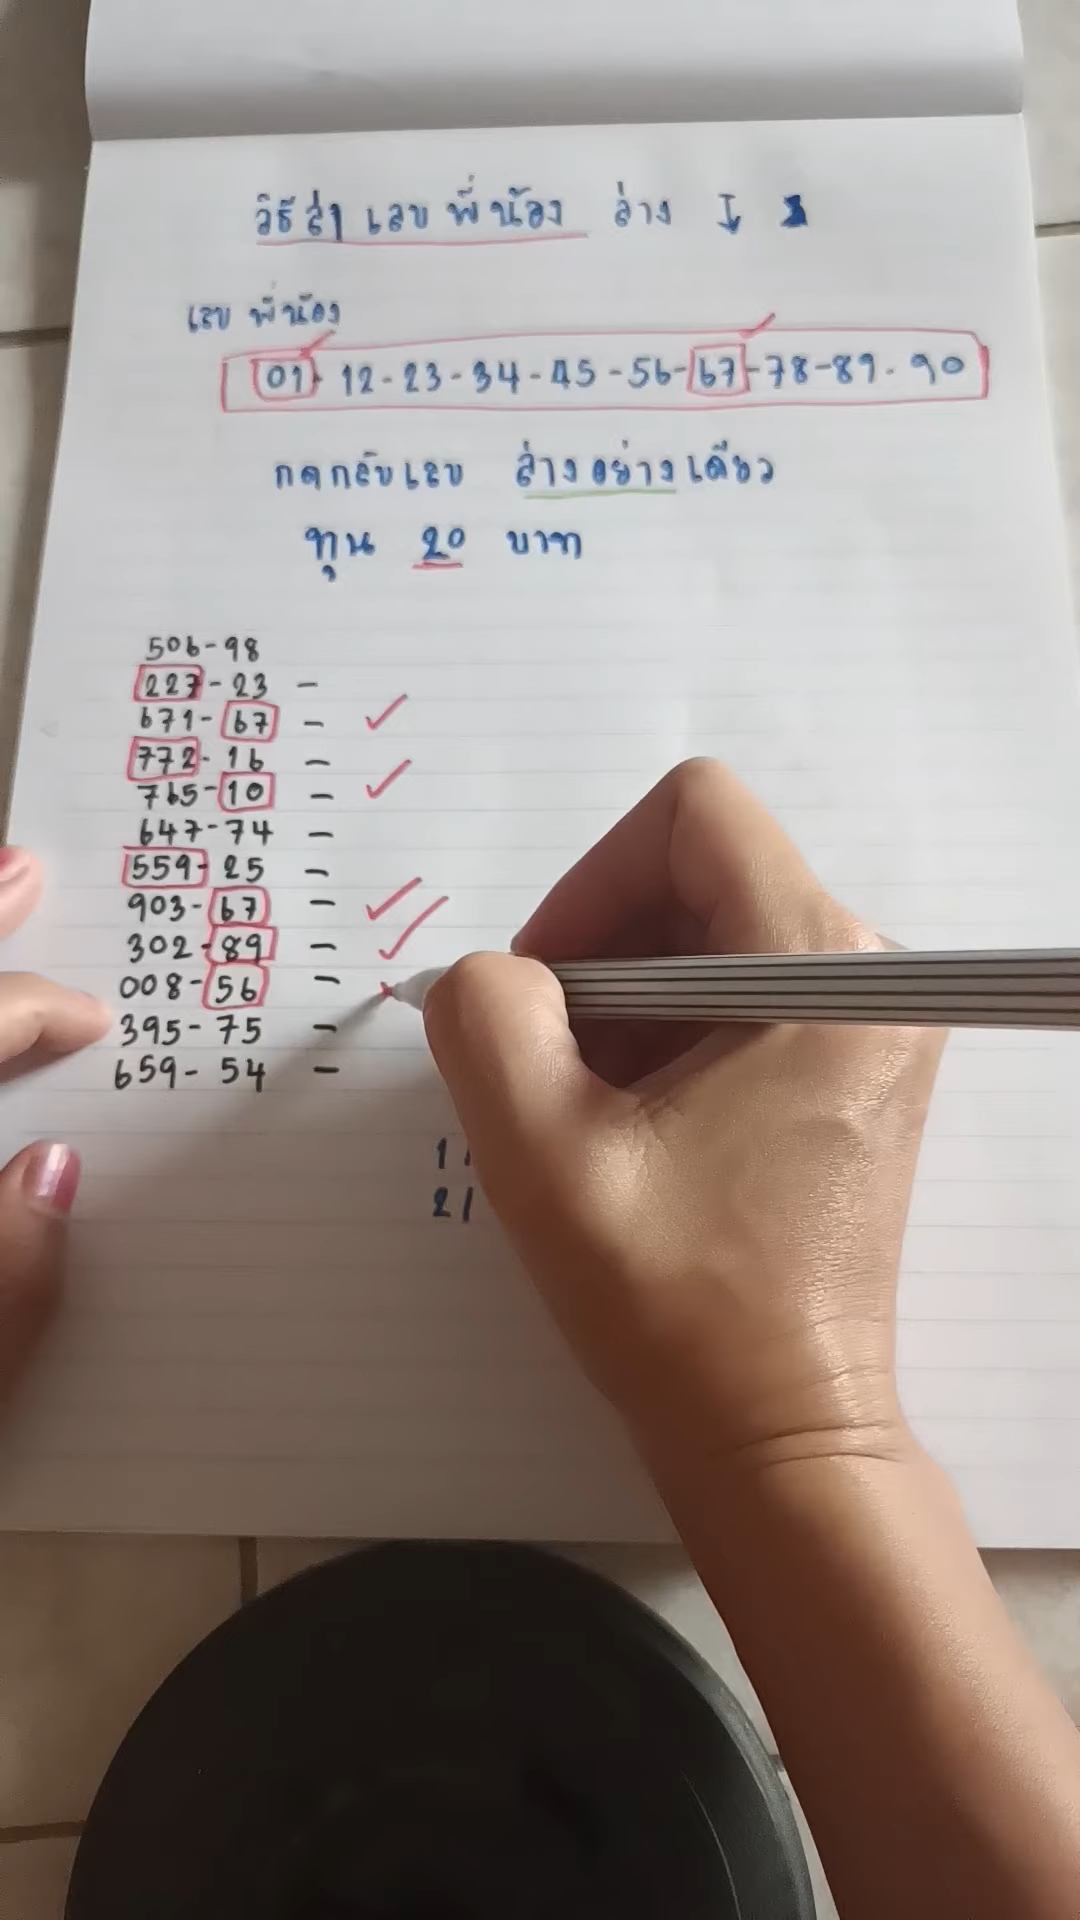 วิธีล่า เลข พี่น้อง ล่าง
เลข พี่น้อง
01 - 12 - 23 - 34 - 45 - 56 - 67 - 78 - 89 - 90
กดกลับเลข ล่างอย่างเดียว
ทุน 20 บาท
506 - 98
227 - 23 -
671 - 67 - ✓
772 - 16 -
765 - 10 - ✓
647 - 74 -
559 - 25 -
903 - 67 - ✓
302 - 89 - ✓
008 - 56 -
395 - 75 -
659 - 54 -
1
2/